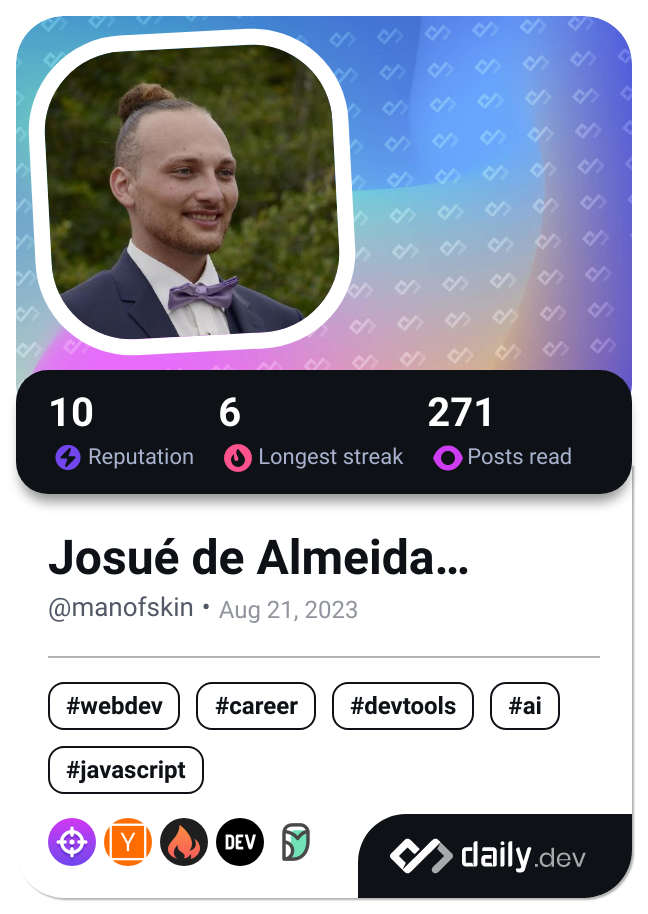 10 6 271
Reputation Longest streak Posts read
Josué de Almeida…
@manofskin • Aug 21, 2023
#webdev #career #devtools #ai
#javascript
Y DEV
daily.dev